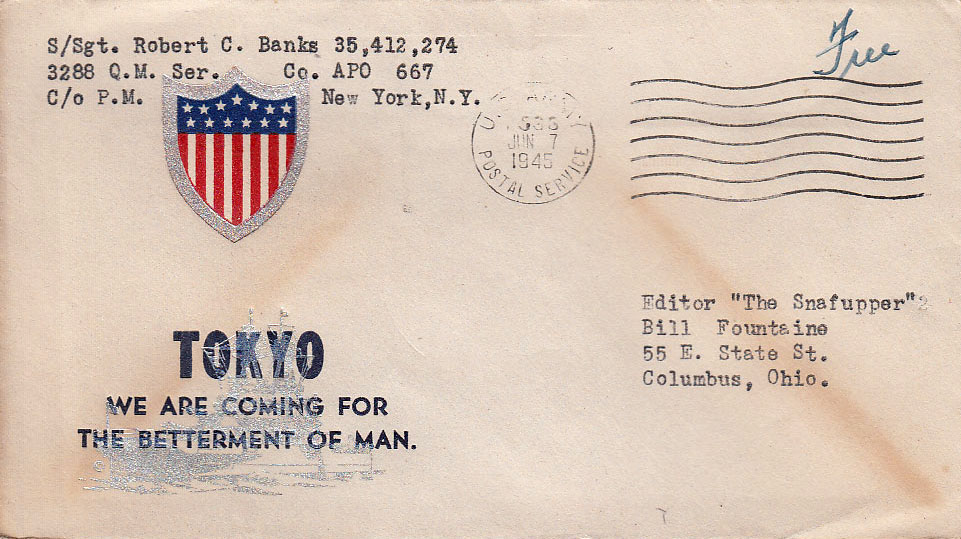 S/Sgt. Robert C. Banks 35,412,274
3288 Q.M. Ser. Co. APO 667
C/o P.M. New York,N.Y.
Free
JUN 7
1945
POSTAL SERVICE
Editor "The Snafupper"
Bill Fountaine
55 E. State St.
Columbus, Ohio.
TOKYO
WE ARE COMING FOR
THE BETTERMENT OF MAN.